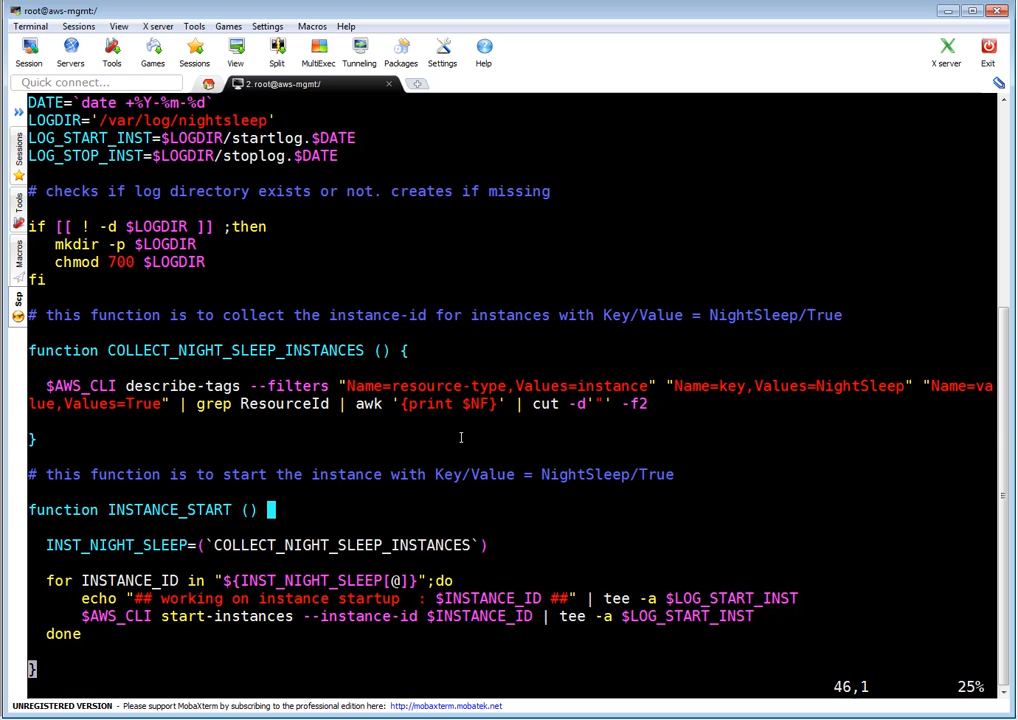 root@aws-mgmt:/
Terminal Sessions View X server Tools Games Settings Macros Help
Session Servers Tools Games Sessions View Split MultiExec Tunneling Packages Settings Help X server Exit
Quick connect...
2. root@aws-mgmt:/
Sessions
Tools
Macros
Scp
DATE=`date +%Y-%m-%d`
LOGDIR='/var/log/nightsleep'
LOG_START_INST=$LOGDIR/startlog.$DATE
LOG_STOP_INST=$LOGDIR/stoplog.$DATE
# checks if log directory exists or not. creates if missing
if [[ ! -d $LOGDIR ]] ;then
mkdir -p $LOGDIR
chmod 700 $LOGDIR
fi
# this function is to collect the instance-id for instances with Key/Value = NightSleep/True
function COLLECT_NIGHT_SLEEP_INSTANCES () {
$AWS_CLI describe-tags --filters "Name=resource-type,Values=instance" "Name=key,Values=NightSleep" "Name=va
lue,Values=True" | grep ResourceId | awk '{print $NF}' | cut -d'"' -f2
}
# this function is to start the instance with Key/Value = NightSleep/True
function INSTANCE_START ()
INST_NIGHT_SLEEP=(`COLLECT_NIGHT_SLEEP_INSTANCES`)
for INSTANCE_ID in "${INST_NIGHT_SLEEP[@]}";do
echo "## working on instance startup : $INSTANCE_ID ##" | tee -a $LOG_START_INST
$AWS_CLI start-instances --instance-id $INSTANCE_ID | tee -a $LOG_START_INST
done
}
46,1 25%
UNREGISTERED VERSION - Please support MobaXterm by subscribing to the professional edition here: http://mobaxterm.mobatek.net